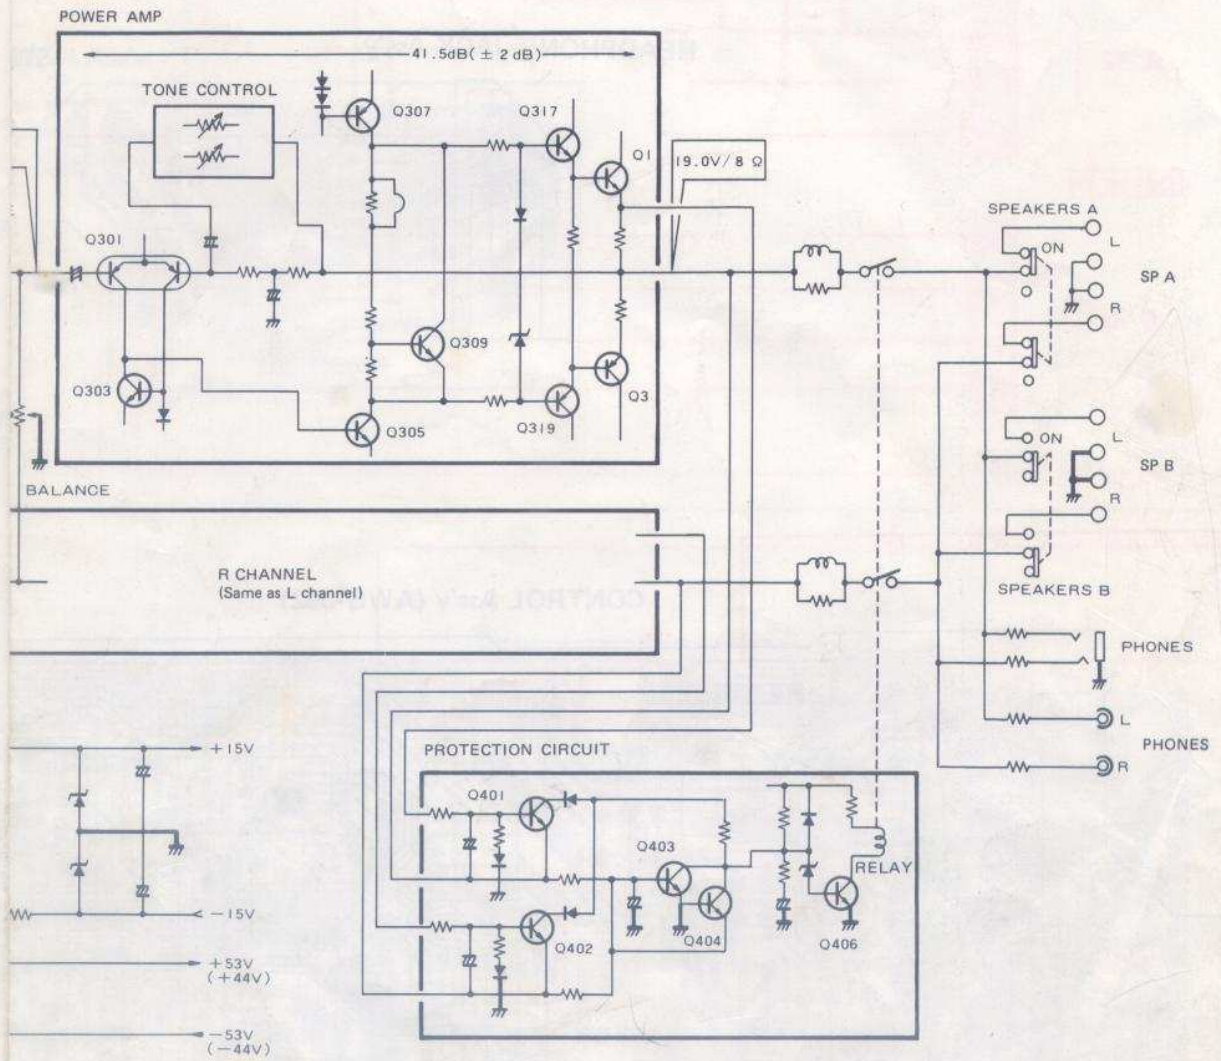 POWER AMP
41.5dB(± 2 dB)
TONE CONTROL
Q307
Q317
Q1
19.0V/ 8 Ω
Q301
Q309
Q303
Q305
Q319
Q3
BALANCE
SPEAKERS A
L
ON
SP A
R
ON
L
SP B
R
SPEAKERS B
R CHANNEL
(Same as L channel)
PHONES
L
PHONES
R
+15V
-15V
+53V
(+44V)
-53V
(-44V)
PROTECTION CIRCUIT
Q401
Q403
RELAY
Q402
Q404
Q406